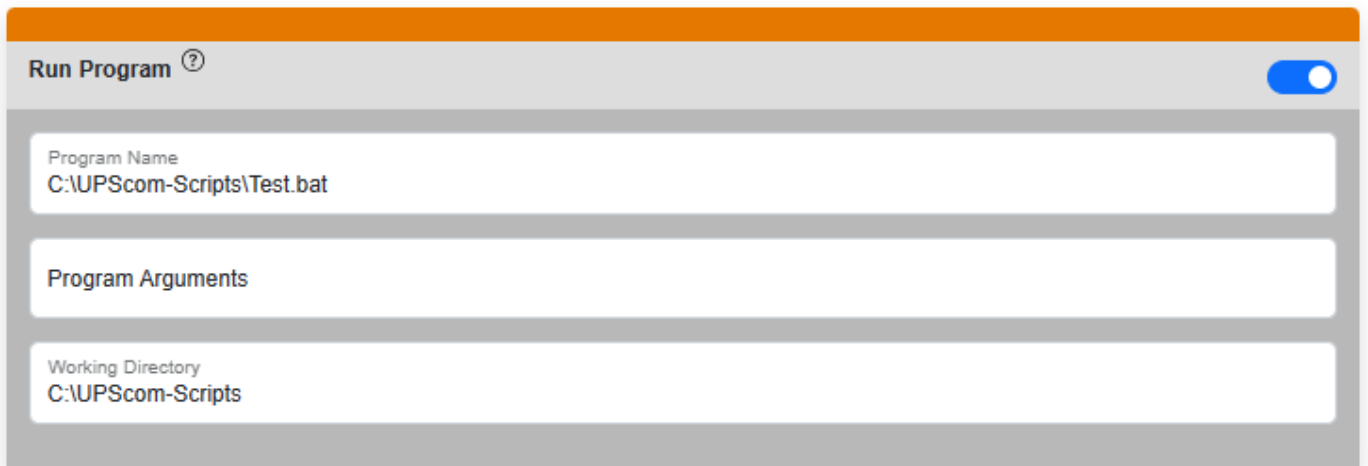 Run Program ?
Program Name
C:\UPScom-Scripts\Test.bat
Program Arguments
Working Directory
C:\UPScom-Scripts